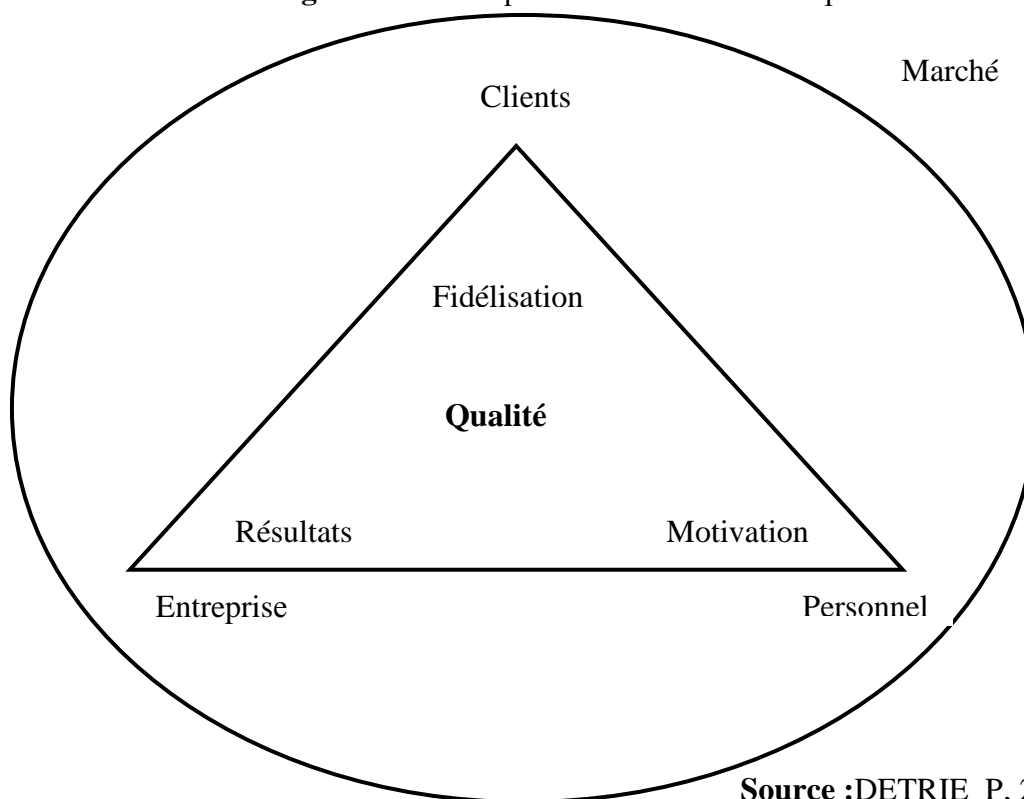 Marché
Clients
Fidélisation
Qualité
Résultats Motivation
Entreprise Personnel
Source :DETRIE P,